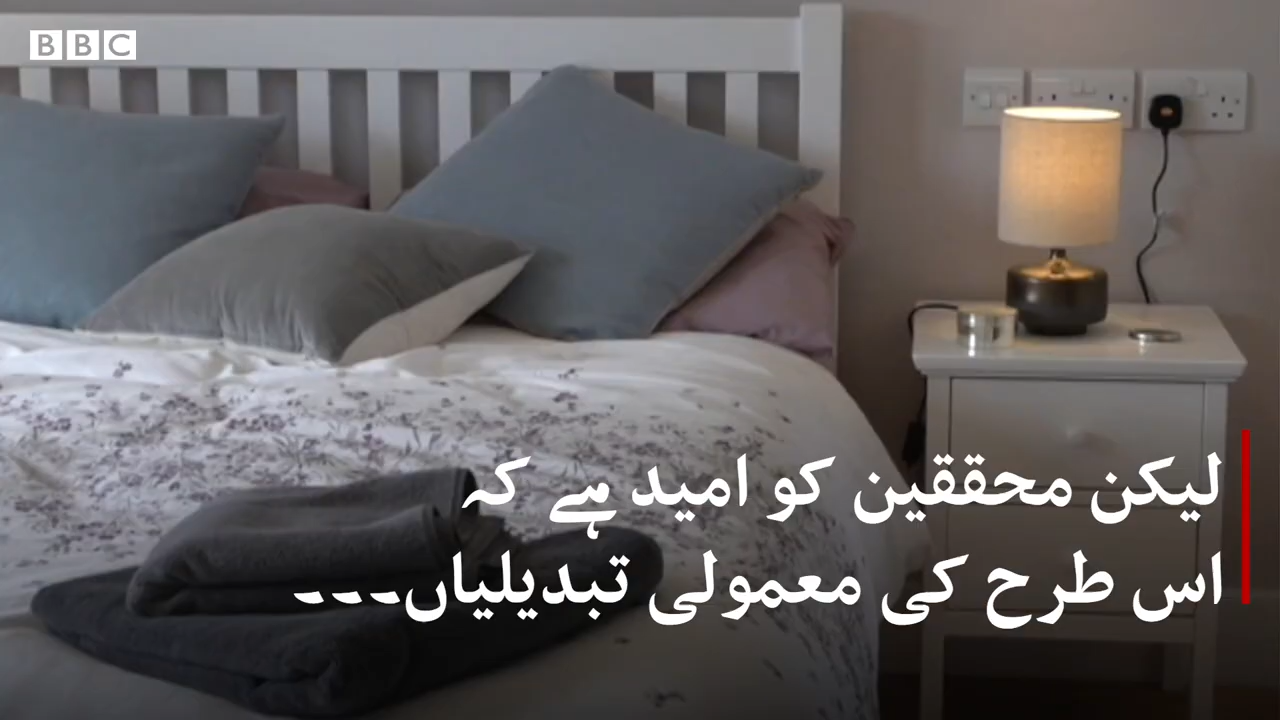 BBC
لیکن محققین کو امید ہے کہ
اس طرح کی معمولی تبدیلیاں۔۔۔